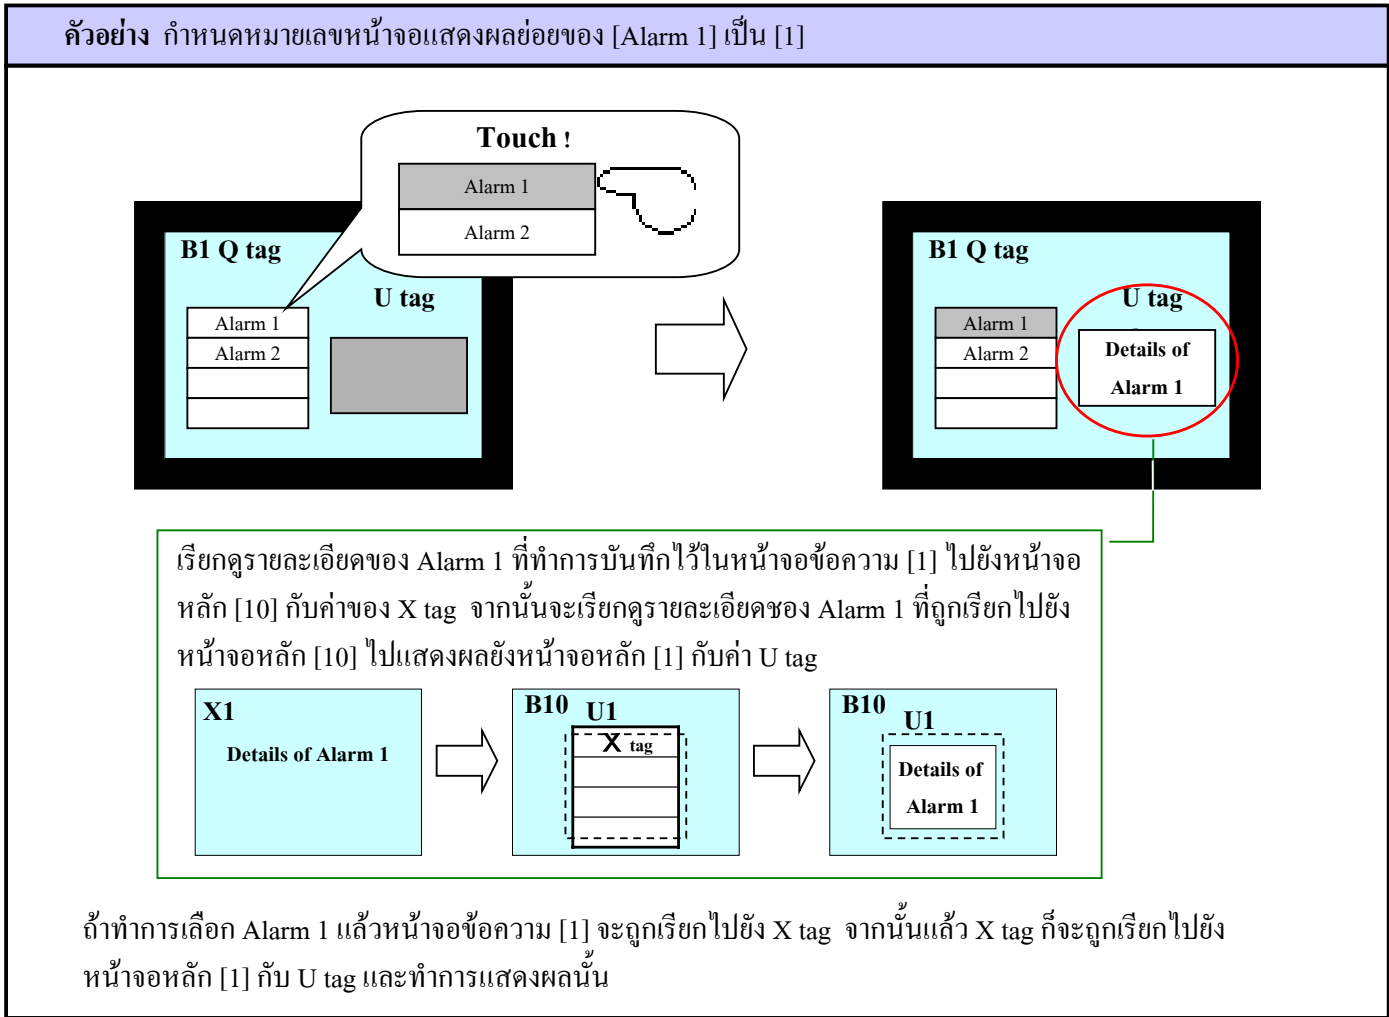 ตัวอย่าง กำหนดหมายเลขหน้าจอแสดงผลย่อยของ [Alarm 1] เป็น [1]
Touch !
Alarm 1
Alarm 2
B1 Q tag
U tag
Alarm 1
Alarm 2
B1 Q tag
U tag
Alarm 1
Alarm 2
Details of
Alarm 1
เรียกดูรายละเอียดของ Alarm 1 ที่ทำการบันทึกไว้ในหน้าจอข้อความ [1] ไปยังหน้าจอ
หลัก [10] กับค่าของ X tag จากนั้นจะเรียกดูรายละเอียดชอง Alarm 1 ที่ถูกเรียกไปยัง
หน้าจอหลัก [10] ไปแสดงผลยังหน้าจอหลัก [1] กับค่า U tag
X1
Details of Alarm 1
B10 U1
X tag
B10 U1
Details of
Alarm 1
ถ้าทำการเลือก Alarm 1 แล้วหน้าจอข้อความ [1] จะถูกเรียกไปยัง X tag จากนั้นแล้ว X tag ก็จะถูกเรียกไปยัง
หน้าจอหลัก [1] กับ U tag และทำการแสดงผลนั้น